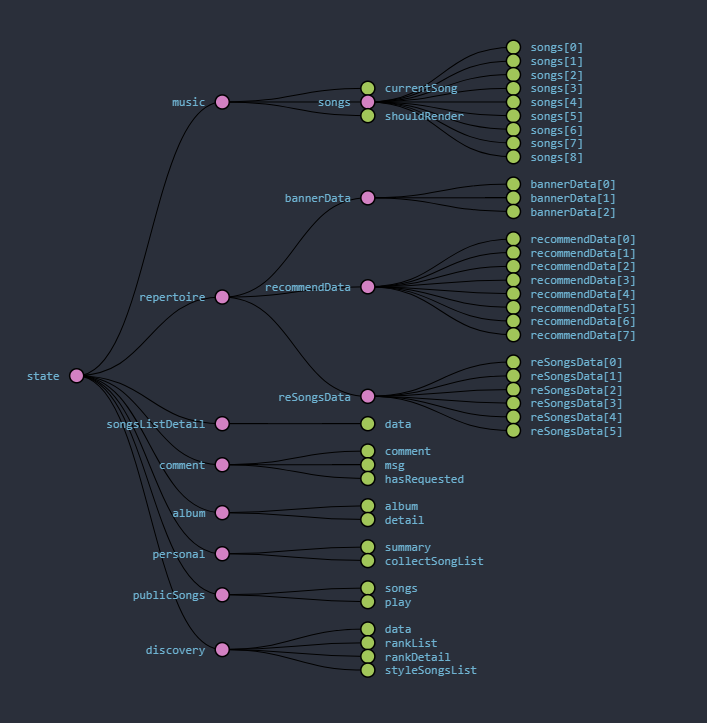 state
music
currentSong
songs
shouldRender
songs[0]
songs[1]
songs[2]
songs[3]
songs[4]
songs[5]
songs[6]
songs[7]
songs[8]
repertoire
bannerData
bannerData[0]
bannerData[1]
bannerData[2]
recommendData
recommendData[0]
recommendData[1]
recommendData[2]
recommendData[3]
recommendData[4]
recommendData[5]
recommendData[6]
recommendData[7]
reSongsData
reSongsData[0]
reSongsData[1]
reSongsData[2]
reSongsData[3]
reSongsData[4]
reSongsData[5]
songsListDetail
data
comment
comment
msg
hasRequested
album
album
detail
personal
summary
collectSongList
publicSongs
songs
play
discovery
data
rankList
rankDetail
styleSongsList